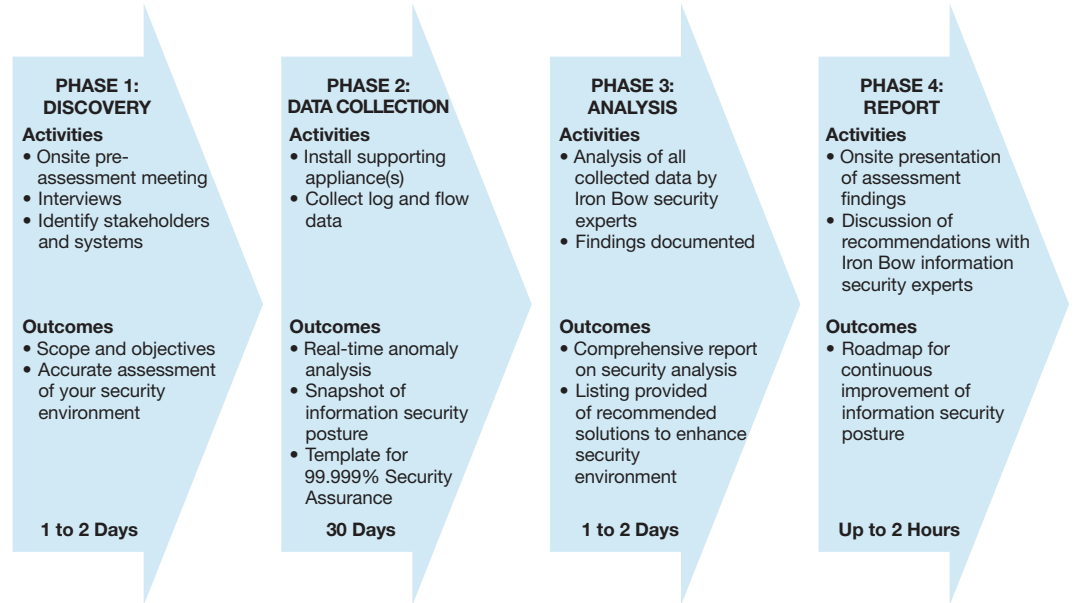 PHASE 1:
DISCOVERY
Activities
• Onsite pre-
assessment meeting
• Interviews
• Identify stakeholders
and systems
Outcomes
• Scope and objectives
• Accurate assessment
of your security
environment
1 to 2 Days
PHASE 2:
DATA COLLECTION
Activities
• Install supporting
appliance(s)
• Collect log and flow
data
Outcomes
• Real-time anomaly
analysis
• Snapshot of
information security
posture
• Template for
99.999% Security
Assurance
30 Days
PHASE 3:
ANALYSIS
Activities
• Analysis of all
collected data by
Iron Bow security
experts
• Findings documented
Outcomes
• Comprehensive report
on security analysis
• Listing provided
of recommended
solutions to enhance
security
environment
1 to 2 Days
PHASE 4:
REPORT
Activities
• Onsite presentation
of assessment
findings
• Discussion of
recommendations with
Iron Bow information
security experts
Outcomes
• Roadmap for
continuous
improvement of
information security
posture
Up to 2 Hours